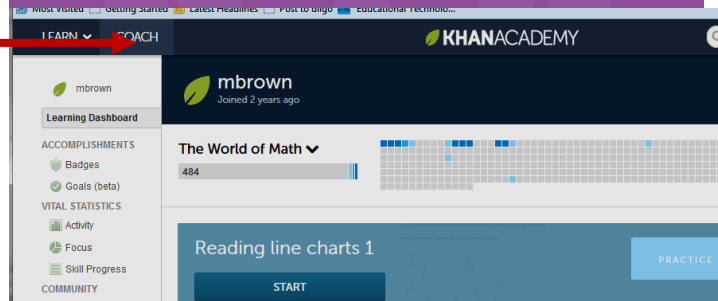 Most Visited Getting Started Latest Headlines Post to diigo Educational Technolo...
LEARN COACH KHANACADEMY
mbrown
Learning Dashboard
ACCOMPLISHMENTS
Badges
Goals (beta)
VITAL STATISTICS
Activity
Focus
Skill Progress
COMMUNITY
mbrown
Joined 2 years ago
The World of Math
484
Reading line charts 1
START
PRACTICE